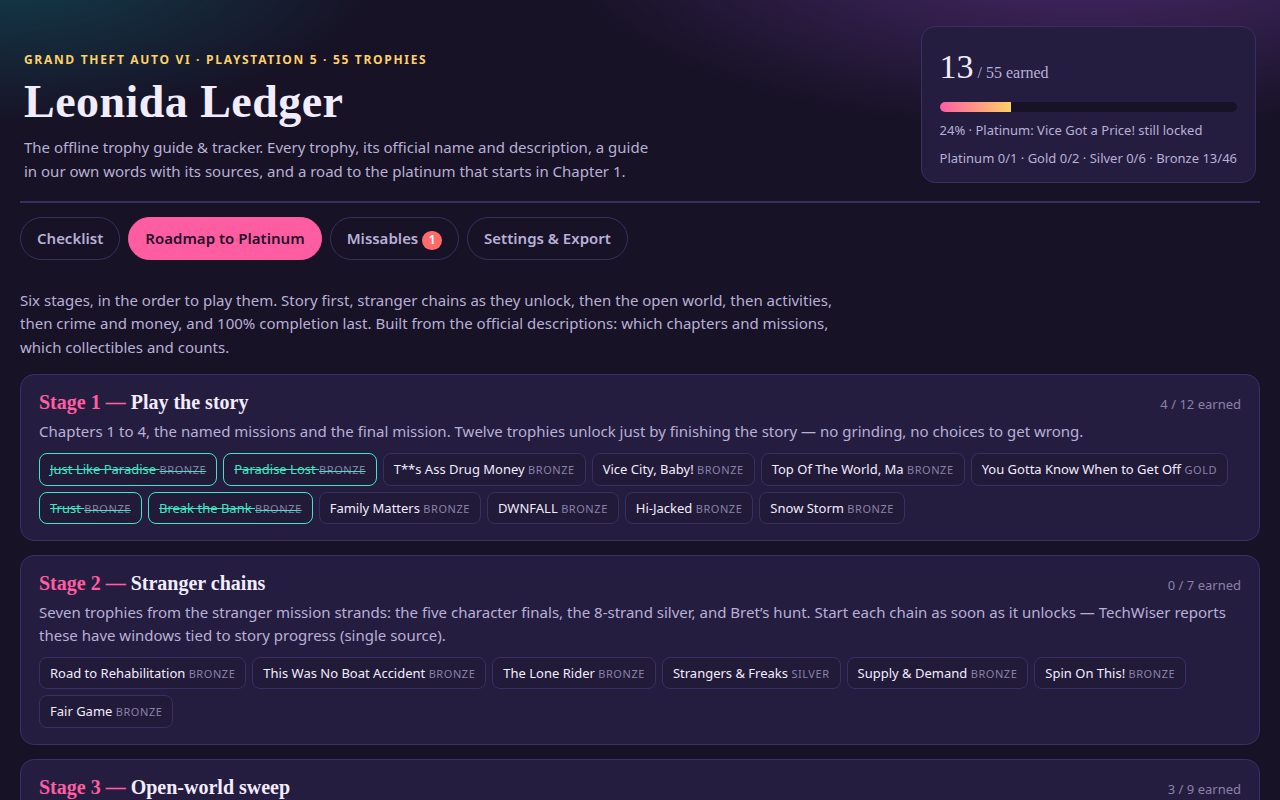 GRAND THEFT AUTO VI · PLAYSTATION 5 · 55 TROPHIES
Leonida Ledger
The offline trophy guide & tracker. Every trophy, its official name and description, a guide
in our own words with its sources, and a road to the platinum that starts in Chapter 1.
13 / 55 earned
24% · Platinum: Vice Got a Price! still locked
Platinum 0/1 · Gold 0/2 · Silver 0/6 · Bronze 13/46
Checklist
Roadmap to Platinum
Missables 1
Settings & Export
Six stages, in the order to play them. Story first, stranger chains as they unlock, then the open world, then activities,
then crime and money, and 100% completion last. Built from the official descriptions: which chapters and missions,
which collectibles and counts.
Stage 1 — Play the story
4 / 12 earned
Chapters 1 to 4, the named missions and the final mission. Twelve trophies unlock just by finishing the story — no grinding, no choices to get wrong.
Just Like Paradise BRONZE
Paradise Lost BRONZE
T**s Ass Drug Money BRONZE
Vice City, Baby! BRONZE
Top Of The World, Ma BRONZE
You Gotta Know When to Get Off GOLD
Trust BRONZE
Break the Bank BRONZE
Family Matters BRONZE
DWNFALL BRONZE
Hi-Jacked BRONZE
Snow Storm BRONZE
Stage 2 — Stranger chains
0 / 7 earned
Seven trophies from the stranger mission strands: the five character finals, the 8-strand silver, and Bret's hunt. Start each chain as soon as it unlocks — TechWiser reports
these have windows tied to story progress (single source).
Road to Rehabilitation BRONZE
This Was No Boat Accident BRONZE
The Lone Rider BRONZE
Strangers & Freaks SILVER
Supply & Demand BRONZE
Spin On This! BRONZE
Fair Game BRONZE
Stage 3 — Open-world sweep
3 / 9 earned